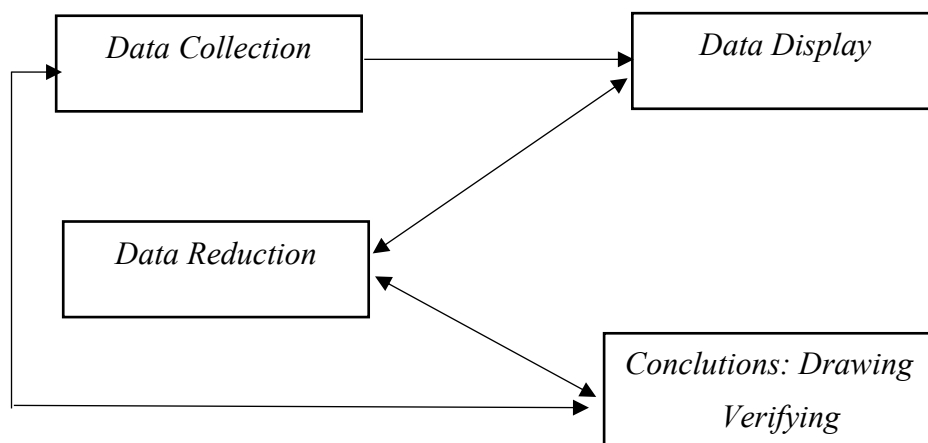 Data Collection
Data Display
Data Reduction
Conclutions: Drawing
Verifying